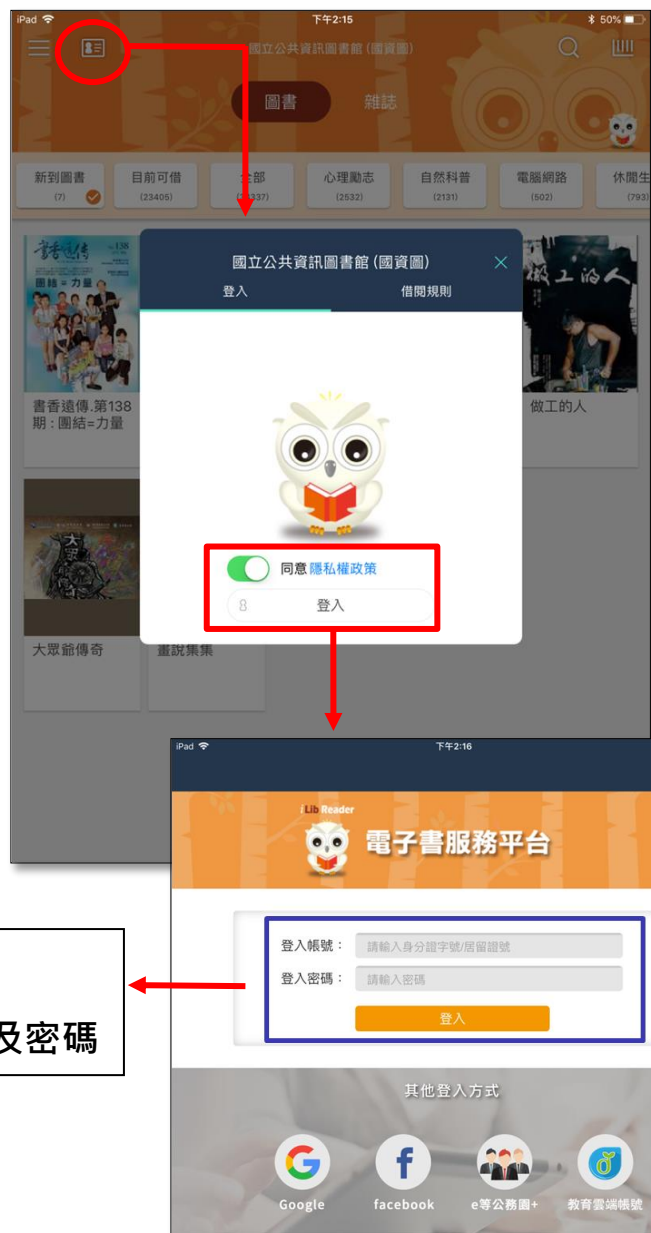 iPad 下午2:15 50%
國立公共資訊圖書館 (國資圖)
圖書 雜誌
新到圖書 目前可借 全部 心理勵志 自然科普 電腦網路 休閒生
(7) (23405) (2532) (2131) (502) (793)
書香遠傳 138
團結=力量
做工的人
國立公共資訊圖書館 (國資圖)
登入 借閱規則
書香遠傳.第138
期 : 團結=力量
做工的人
同意 隱私權政策
登入
大眾爺傳奇 畫說集集
iPad 下午2:16
iLib Reader
電子書服務平台
登入帳號： 請輸入身分證字號/居留證號
登入密碼： 請輸入密碼
登入
及密碼
其他登入方式
Google facebook e等公務園+ 教育雲端帳號